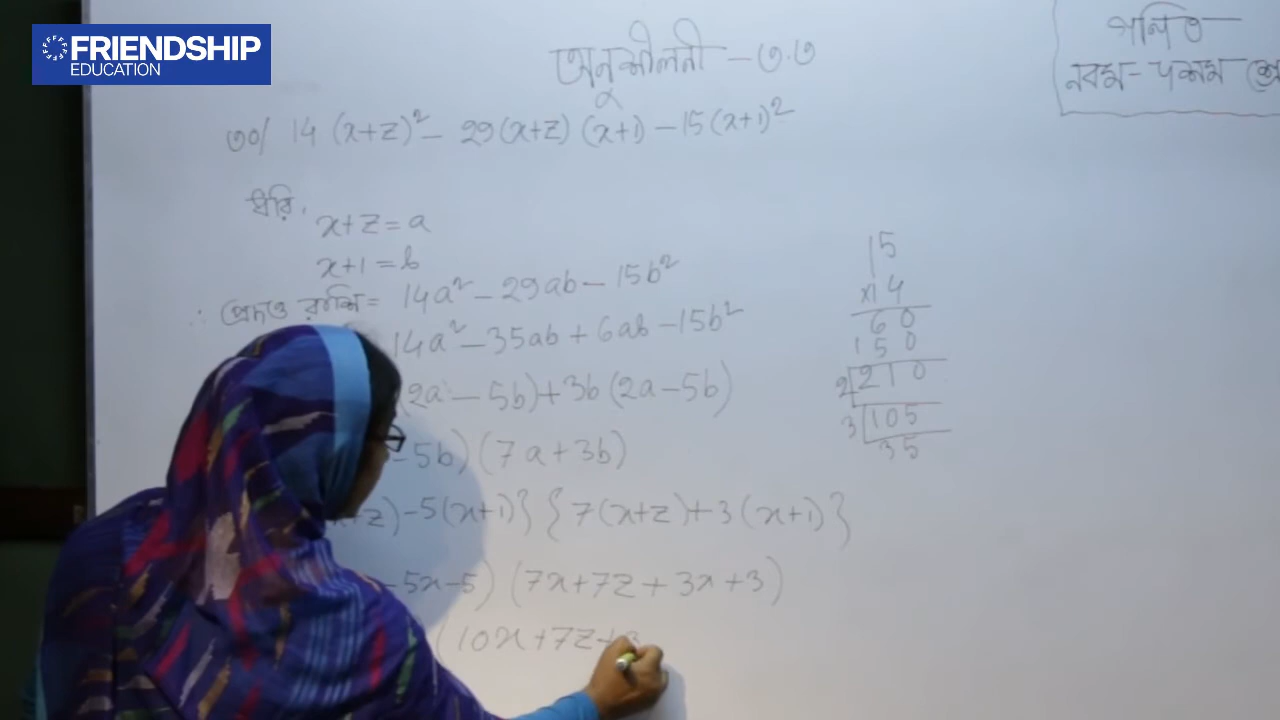 FRIENDSHIP
EDUCATION
অনুশীলনী - ৩.৩
গণিত
নবম - দশম
৩০/ 14 (x+z)² - 29(x+z) (x+1) - 15(x+1)²
ধরি,
x+z = a
x+1 = b
∴ প্রদত্ত রাশি = 14a² - 29ab - 15b²
14a² - 35ab + 6ab - 15b²
(2a - 5b) + 3b (2a - 5b)
- 5b) (7a + 3b)
x+z) - 5(x+1)} {7(x+z) + 3(x+1)}
- 5x - 5) (7x + 7z + 3x + 3)
(10x + 7z + 3
15
x14
60
150
2 210
3 105
35